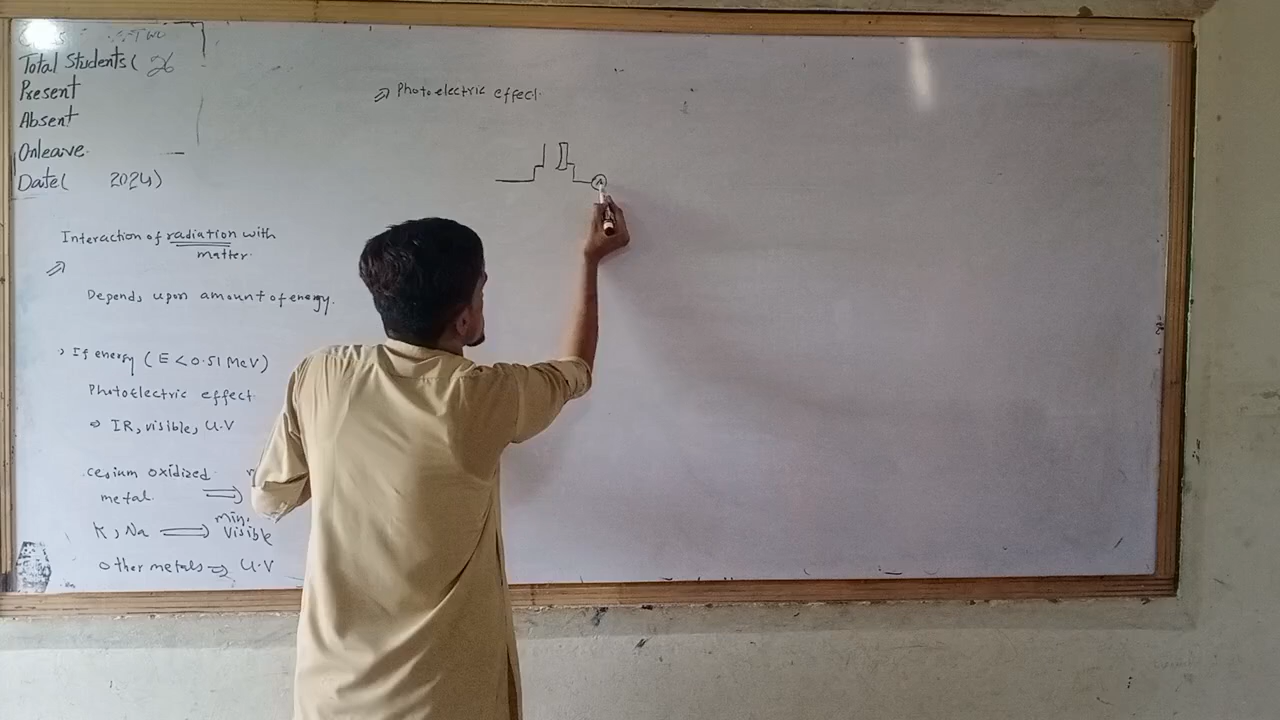 Total Students( 26
Present
Absent
Onleave.
Date( 2024)
⇒ Photoelectric effect.
Interaction of radiation with
matter.
⇒
Depends upon amount of energy.
› If energy (E < 0.51 MeV)
Photoelectric effect
⇒ IR, visible, U.V
cesium oxidized
metal. ⇒
K, Na ⇒ min. visible
other metals ⇒ U.V
A